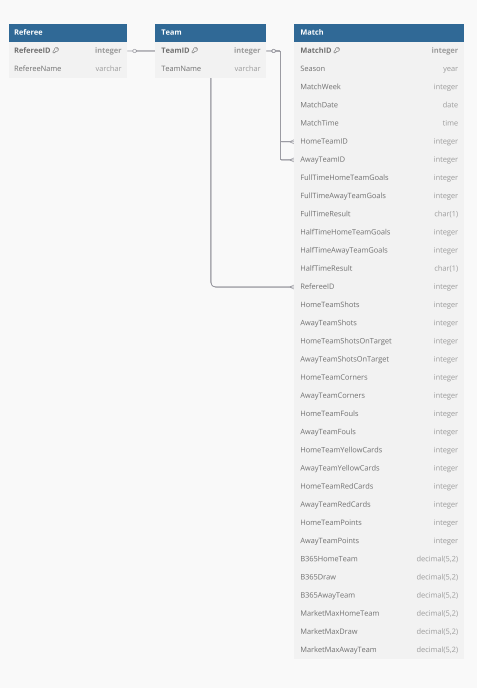 Referee
RefereeID integer
RefereeName varchar
Team
TeamID integer
TeamName varchar
Match
MatchID integer
Season year
MatchWeek integer
MatchDate date
MatchTime time
HomeTeamID integer
AwayTeamID integer
FullTimeHomeTeamGoals integer
FullTimeAwayTeamGoals integer
FullTimeResult char(1)
HalfTimeHomeTeamGoals integer
HalfTimeAwayTeamGoals integer
HalfTimeResult char(1)
RefereeID integer
HomeTeamShots integer
AwayTeamShots integer
HomeTeamShotsOnTarget integer
AwayTeamShotsOnTarget integer
HomeTeamCorners integer
AwayTeamCorners integer
HomeTeamFouls integer
AwayTeamFouls integer
HomeTeamYellowCards integer
AwayTeamYellowCards integer
HomeTeamRedCards integer
AwayTeamRedCards integer
HomeTeamPoints integer
AwayTeamPoints integer
B365HomeTeam decimal(5,2)
B365Draw decimal(5,2)
B365AwayTeam decimal(5,2)
MarketMaxHomeTeam decimal(5,2)
MarketMaxDraw decimal(5,2)
MarketMaxAwayTeam decimal(5,2)